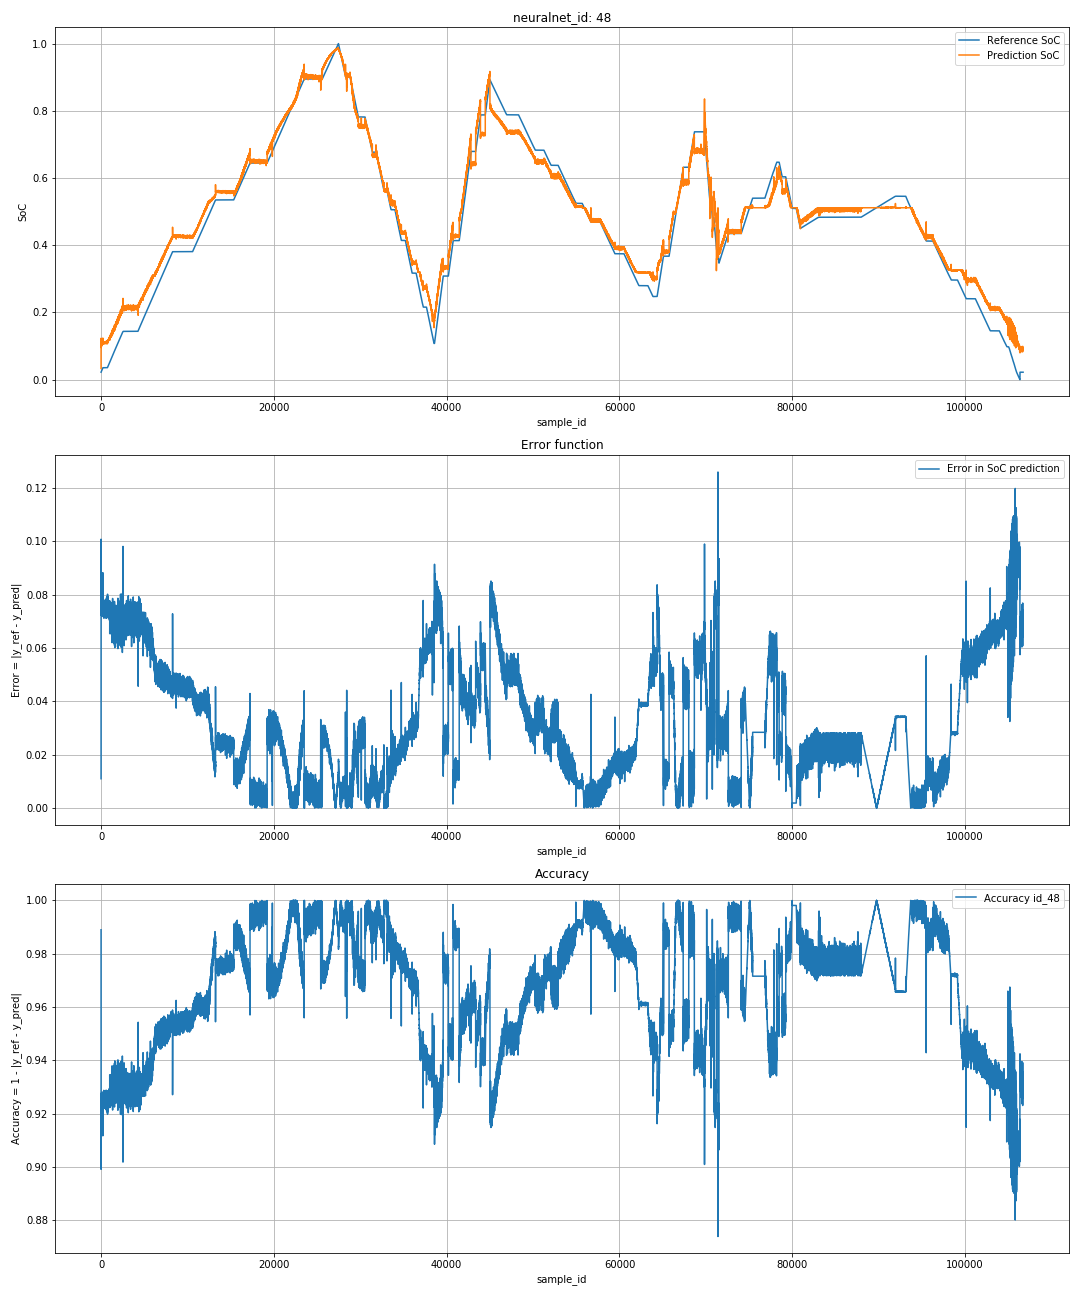 neuralnet_id: 48
Reference SoC
Prediction SoC
1.0
0.8
0.6
0.4
0.2
0.0
SoC
0
20000
40000
60000
80000
100000
sample_id
Error function
Error in SoC prediction
0.12
0.10
0.08
0.06
0.04
0.02
0.00
Error = |y_ref - y_pred|
0
20000
40000
60000
80000
100000
sample_id
Accuracy
Accuracy id_48
1.00
0.98
0.96
0.94
0.92
0.90
0.88
Accuracy = 1 - |y_ref - y_pred|
0
20000
40000
60000
80000
100000
sample_id